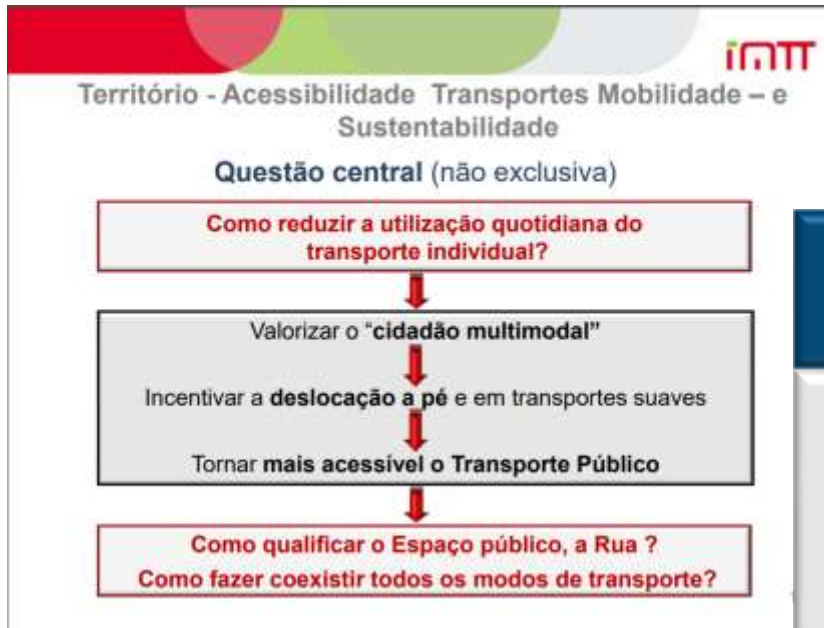 imTT
Território - Acessibilidade Transportes Mobilidade – e
Sustentabilidade
Questão central (não exclusiva)
Como reduzir a utilização quotidiana do
transporte individual?
Valorizar o “cidadão multimodal”
Incentivar a deslocação a pé e em transportes suaves
Tornar mais acessível o Transporte Público
Como qualificar o Espaço público, a Rua ?
Como fazer coexistir todos os modos de transporte?